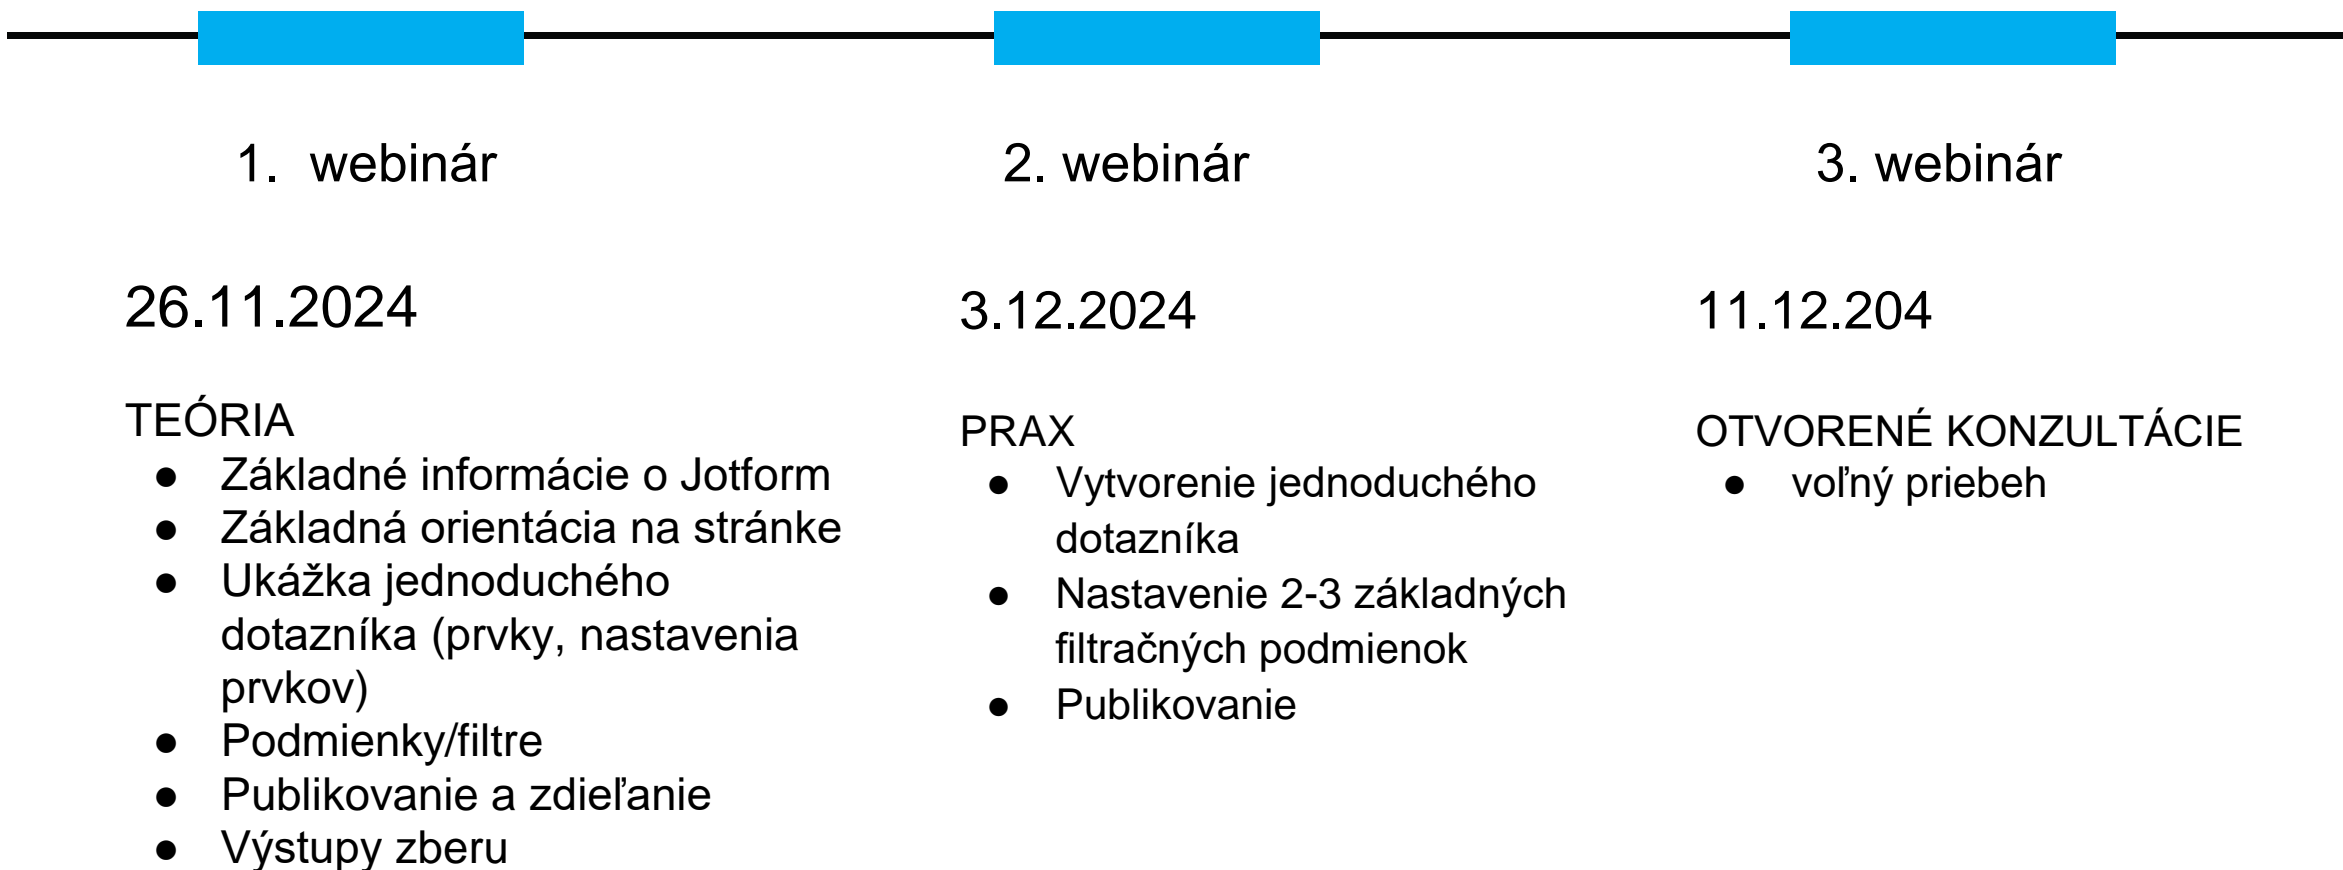 1. webinár
26.11.2024
TEÓRIA
● Základné informácie o Jotform
● Základná orientácia na stránke
● Ukážka jednoduchého
dotazníka (prvky, nastavenia
prvkov)
● Podmienky/filtre
● Publikovanie a zdieľanie
● Výstupy zberu
2. webinár
3.12.2024
PRAX
● Vytvorenie jednoduchého
dotazníka
● Nastavenie 2-3 základných
filtračných podmienok
● Publikovanie
3. webinár
11.12.204
OTVORENÉ KONZULTÁCIE
● voľný priebeh